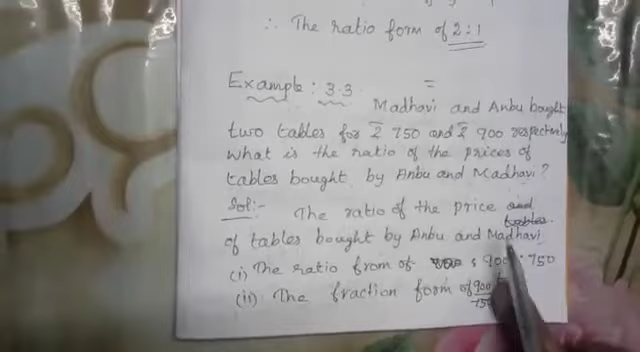 ∴ The ratio form of 2:1
Example: 3.3
Madhavi and Anbu bought
two tables for ₹ 750 and ₹ 900 respectively
what is the ratio of the prices of
tables bought by Anbu and Madhavi?
Sol:- The ratio of the price
of tables bought by Anbu and Madhavi
(i) The ratio from of 900 : 750
(ii) The fraction form of 900/750